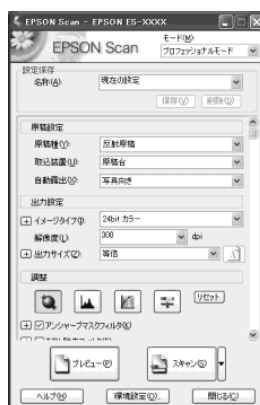 EPSON Scan - EPSON ES-XXXX
EPSON Scan
モード(M):
プロフェッショナルモード
設定保存
名称(A):
現在の設定
保存(V)
削除(D)
原稿設定
原稿種(Y):
反射原稿
取込装置(U):
原稿台
自動露出(X):
写真向き
出力設定
イメージタイプ(I):
24bit カラー
解像度(L):
300
dpi
出力サイズ(Z):
等倍
調整
リセット
アンシャープマスクフィルタ(K)
プレビュー(P)
スキャン(S)
ヘルプ(H)
環境設定(O)...
閉じる(C)